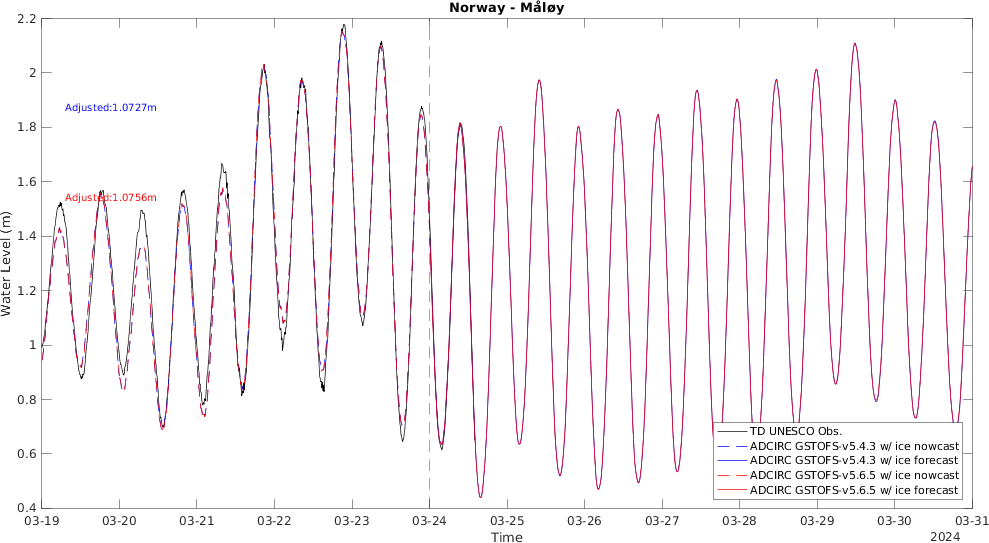 Norway - Måløy
2.2
2
1.8
1.6
1.4
1.2
1
0.8
0.6
0.4
Water Level (m)
Adjusted:1.0727m
Adjusted:1.0756m
TD UNESCO Obs.
ADCIRC GSTOFS-v5.4.3 w/ ice nowcast
ADCIRC GSTOFS-v5.4.3 w/ ice forecast
ADCIRC GSTOFS-v5.6.5 w/ ice nowcast
ADCIRC GSTOFS-v5.6.5 w/ ice forecast
03-19 03-20 03-21 03-22 03-23 03-24 03-25 03-26 03-27 03-28 03-29 03-30 03-31
Time
2024